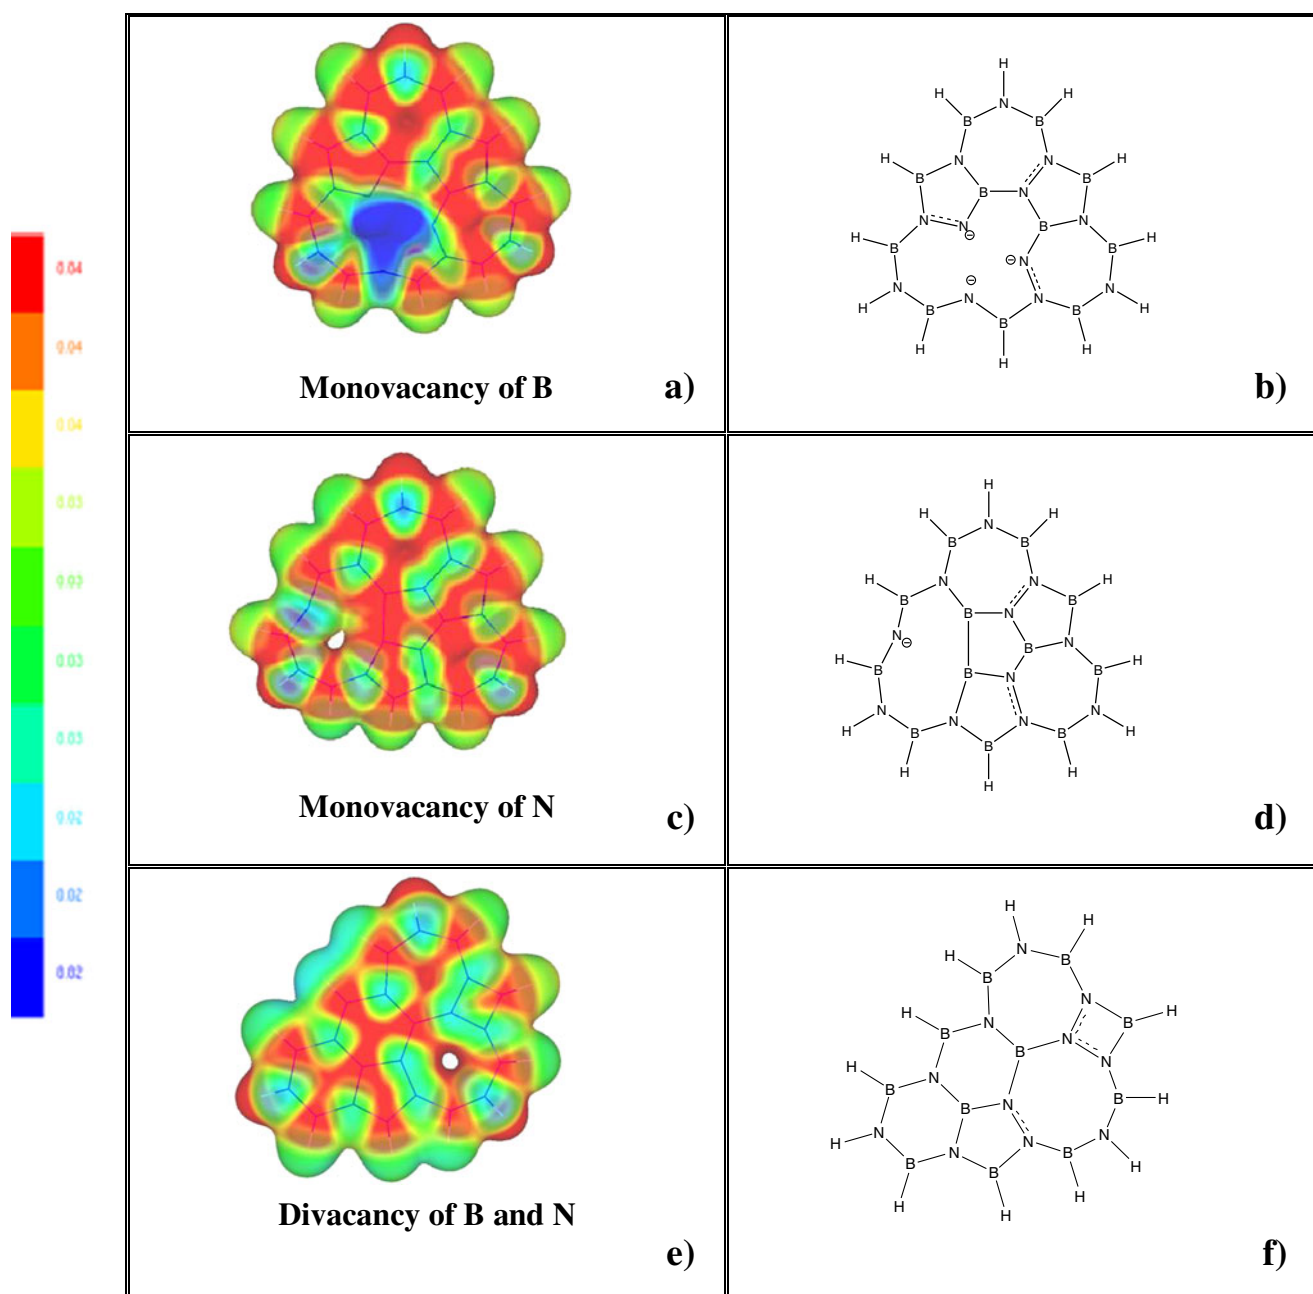 0.04
0.04
0.04
0.03
0.03
0.03
0.03
0.02
0.02
0.02
Monovacancy of B
a)
H
H N H
B B
H N N H
B B N B
N N B N
H B ⊖ B H
⊖ N
H N B N ⊖ B N B N H
H H H
b)
Monovacancy of N
c)
H
H N H
B B
H B N N B H
B N
N ⊖ B N
H B B N B H
H N B N N B N H
B
H H H
d)
Divacancy of B and N
e)
H H
N B
H B N H
H B N N B
B N
H B N N B H
B
H N N N B N
B B H
H H H
f)